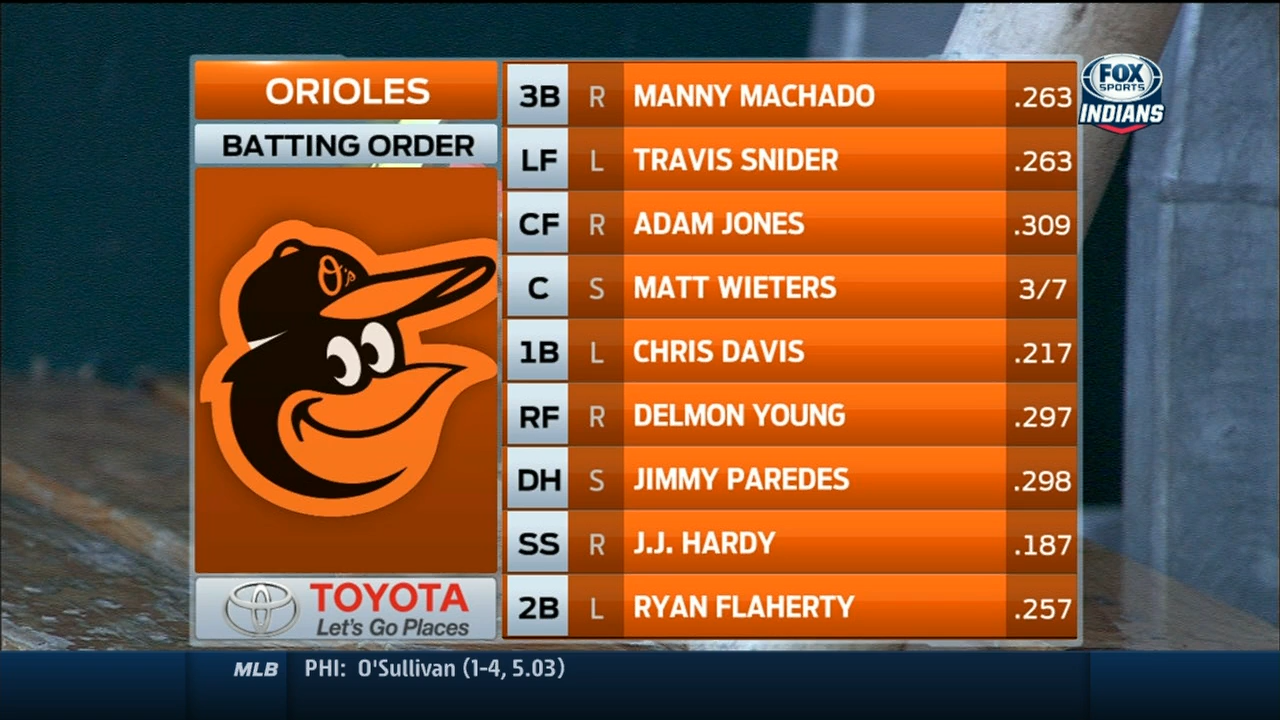 ORIOLES
BATTING ORDER
O's
TOYOTA
Let's Go Places
3B R MANNY MACHADO .263
LF L TRAVIS SNIDER .263
CF R ADAM JONES .309
C S MATT WIETERS 3/7
1B L CHRIS DAVIS .217
RF R DELMON YOUNG .297
DH S JIMMY PAREDES .298
SS R J.J. HARDY .187
2B L RYAN FLAHERTY .257
FOX
SPORTS
INDIANS
MLB PHI: O'Sullivan (1-4, 5.03)